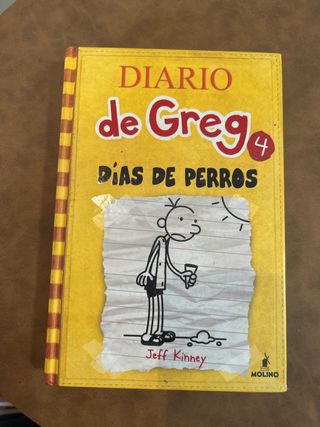 DIARIO
de Greg 4
DÍAS DE PERROS
Jeff Kinney
MOLINO